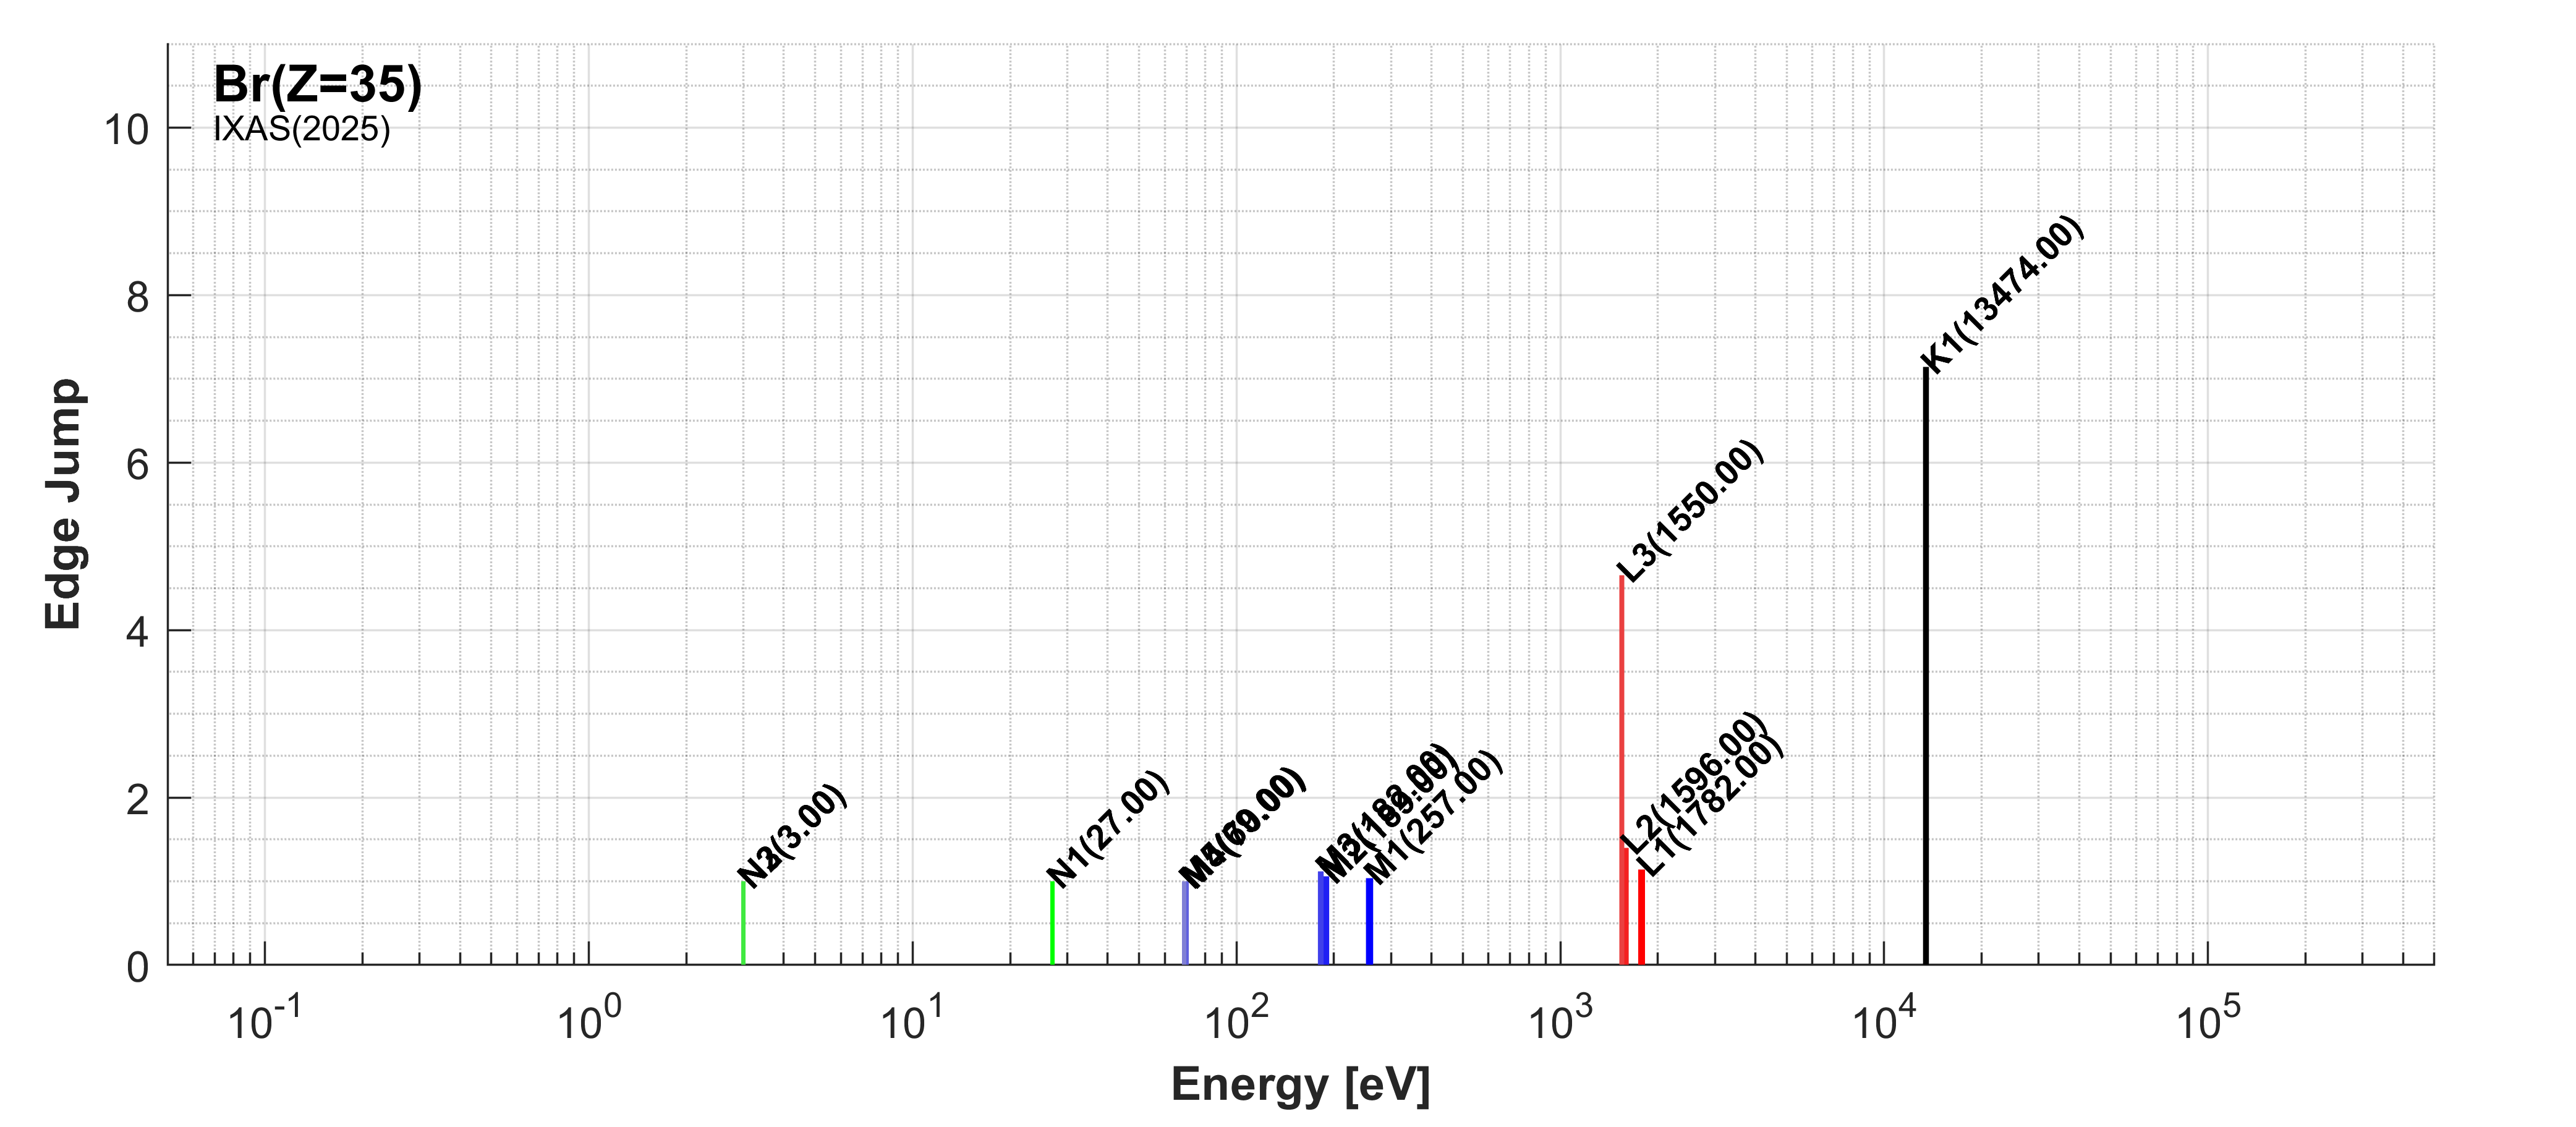 Br(Z=35)
IXAS(2025)
10
8
6
4
2
0
Edge Jump
K1(13474.00)
L3(1550.00)
L2(1596.00)
L1(1782.00)
M1(257.00)
N1(27.00)
10^-1
10^0
10^1
10^2
10^3
10^4
10^5
Energy [eV]